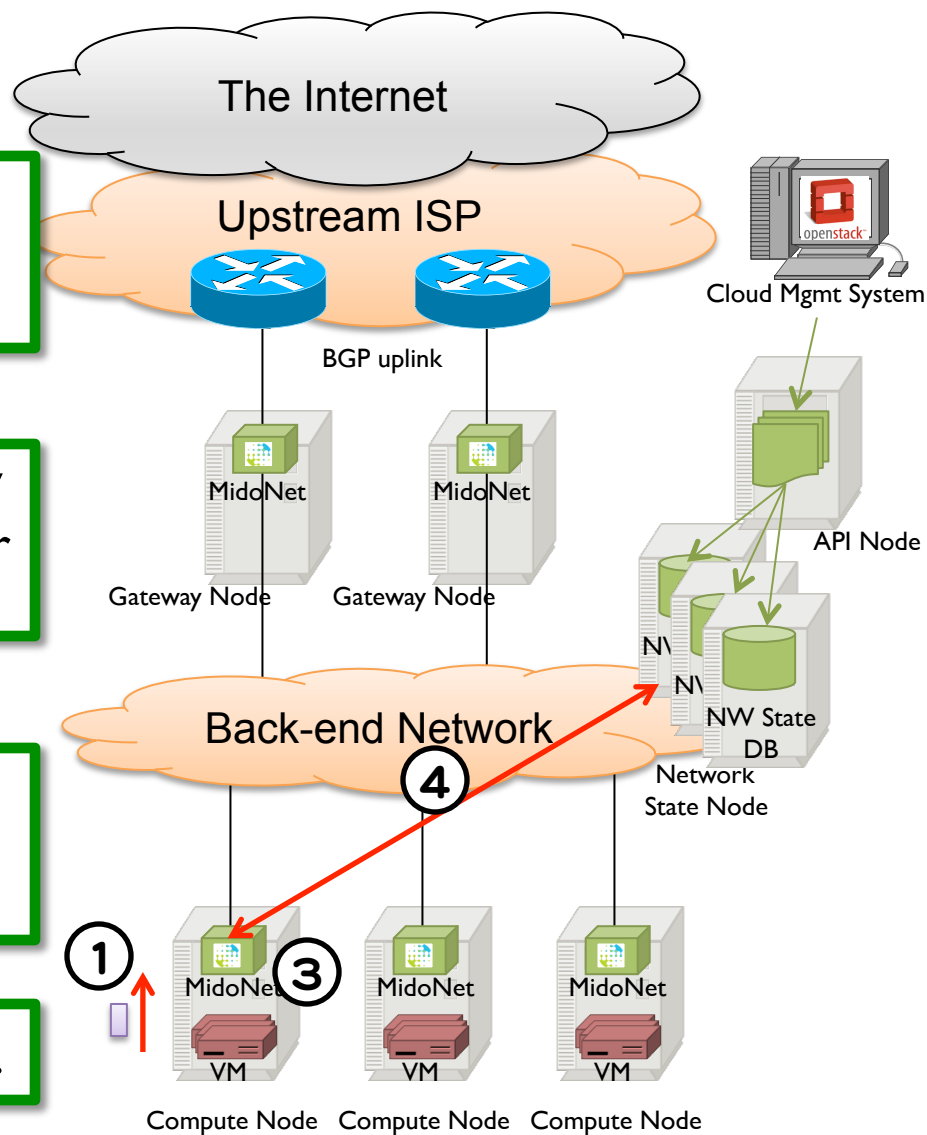 The Internet
Upstream ISP
openstack
Cloud Mgmt System
BGP uplink
MidoNet
MidoNet
API Node
Gateway Node
Gateway Node
NW
NW
NW State
DB
Back-end Network
④
Network
State Node
①
③
MidoNet
MidoNet
MidoNet
VM
VM
VM
Compute Node
Compute Node
Compute Node